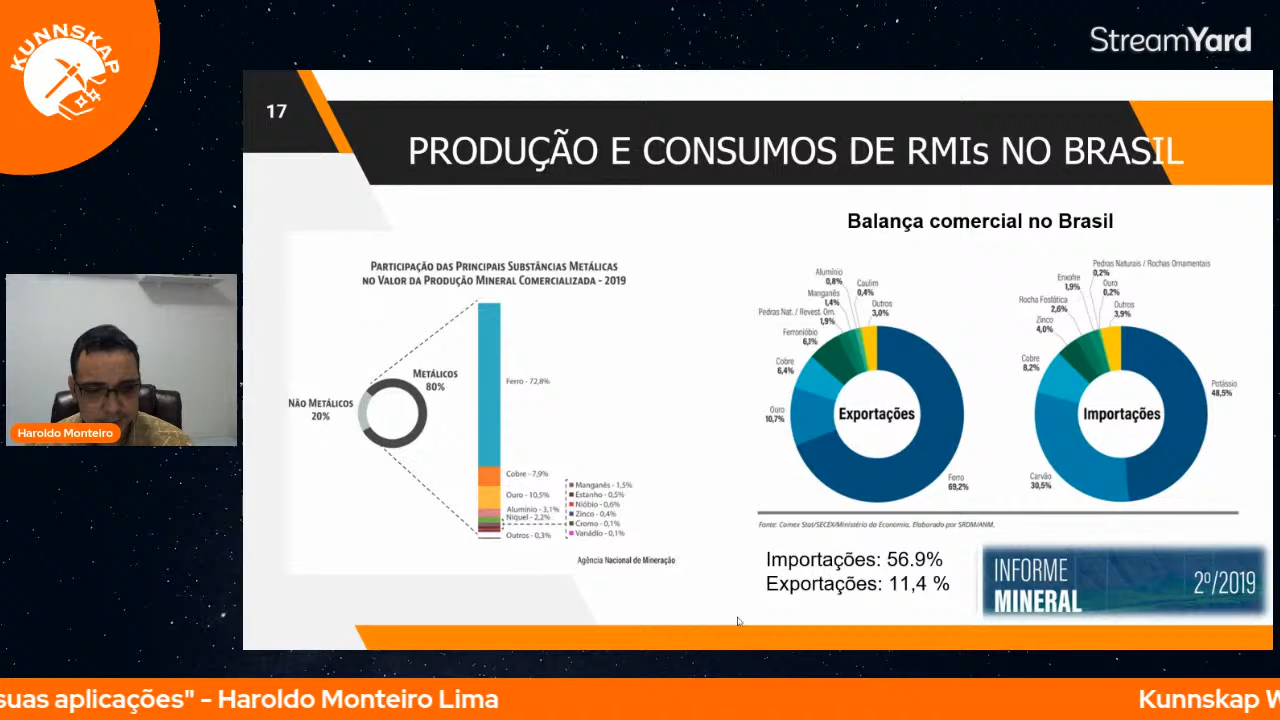 KUNNSKAP
StreamYard
17
PRODUÇÃO E CONSUMOS DE RMIs NO BRASIL
PARTICIPAÇÃO DAS PRINCIPAIS SUBSTÂNCIAS METÁLICAS
NO VALOR DA PRODUÇÃO MINERAL COMERCIALIZADA - 2019
METÁLICOS
80%
NÃO METÁLICOS
20%
Ferro - 72,8%
Cobre - 7,9%
Ouro - 10,5%
Alumínio - 3,1%
Níquel - 2,2%
Outros - 0,3%
Manganês - 1,5%
Estanho - 0,5%
Nióbio - 0,6%
Zinco - 0,4%
Cromo - 0,1%
Vanádio - 0,1%
Agência Nacional de Mineração
Balança comercial no Brasil
Alumínio
0,8%
Caulim
0,4%
Manganês
1,4%
Outros
3,0%
Pedras Nat. / Revest. Orn.
1,9%
Ferronióbio
6,1%
Cobre
6,4%
Ouro
10,7%
Exportações
Ferro
69,2%
Pedras Naturais / Rochas Ornamentais
0,2%
Enxofre
1,9%
Ouro
0,2%
Rocha Fosfática
2,6%
Outros
3,9%
Zinco
4,0%
Cobre
8,2%
Potássio
48,5%
Importações
Carvão
30,5%
Fonte: Comex Stat/SECEX/Ministério da Economia. Elaborado por SRDM/ANM.
Importações: 56.9%
Exportações: 11,4 %
INFORME
MINERAL
2º/2019
Haroldo Monteiro
suas aplicações" - Haroldo Monteiro Lima
Kunnskap W